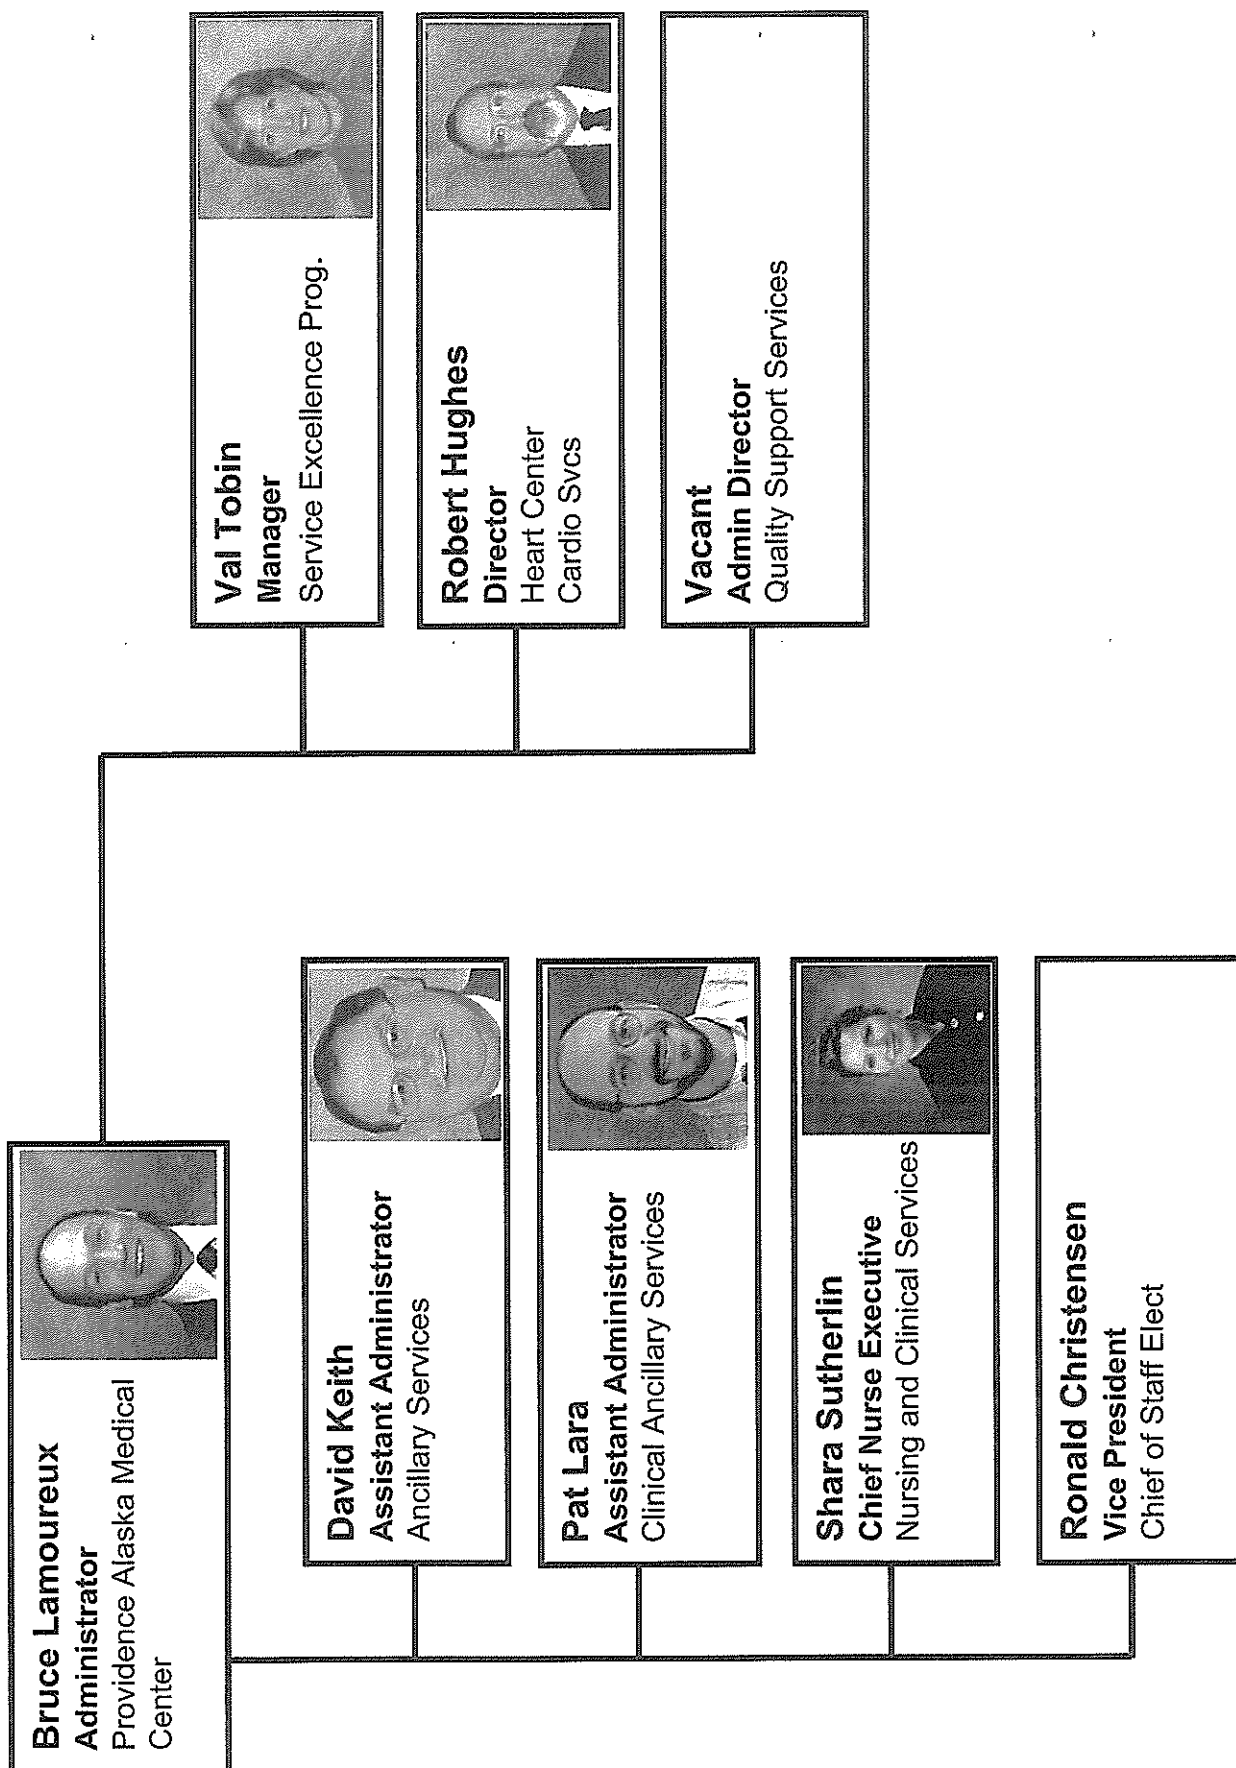 Bruce Lamoureux
Administrator
Providence Alaska Medical
Center
David Keith
Assistant Administrator
Ancillary Services
Pat Lara
Assistant Administrator
Clinical Ancillary Services
Shara Sutherlin
Chief Nurse Executive
Nursing and Clinical Services
Ronald Christensen
Vice President
Chief of Staff Elect
Val Tobin
Manager
Service Excellence Prog.
Robert Hughes
Director
Heart Center
Cardio Svcs
Vacant
Admin Director
Quality Support Services